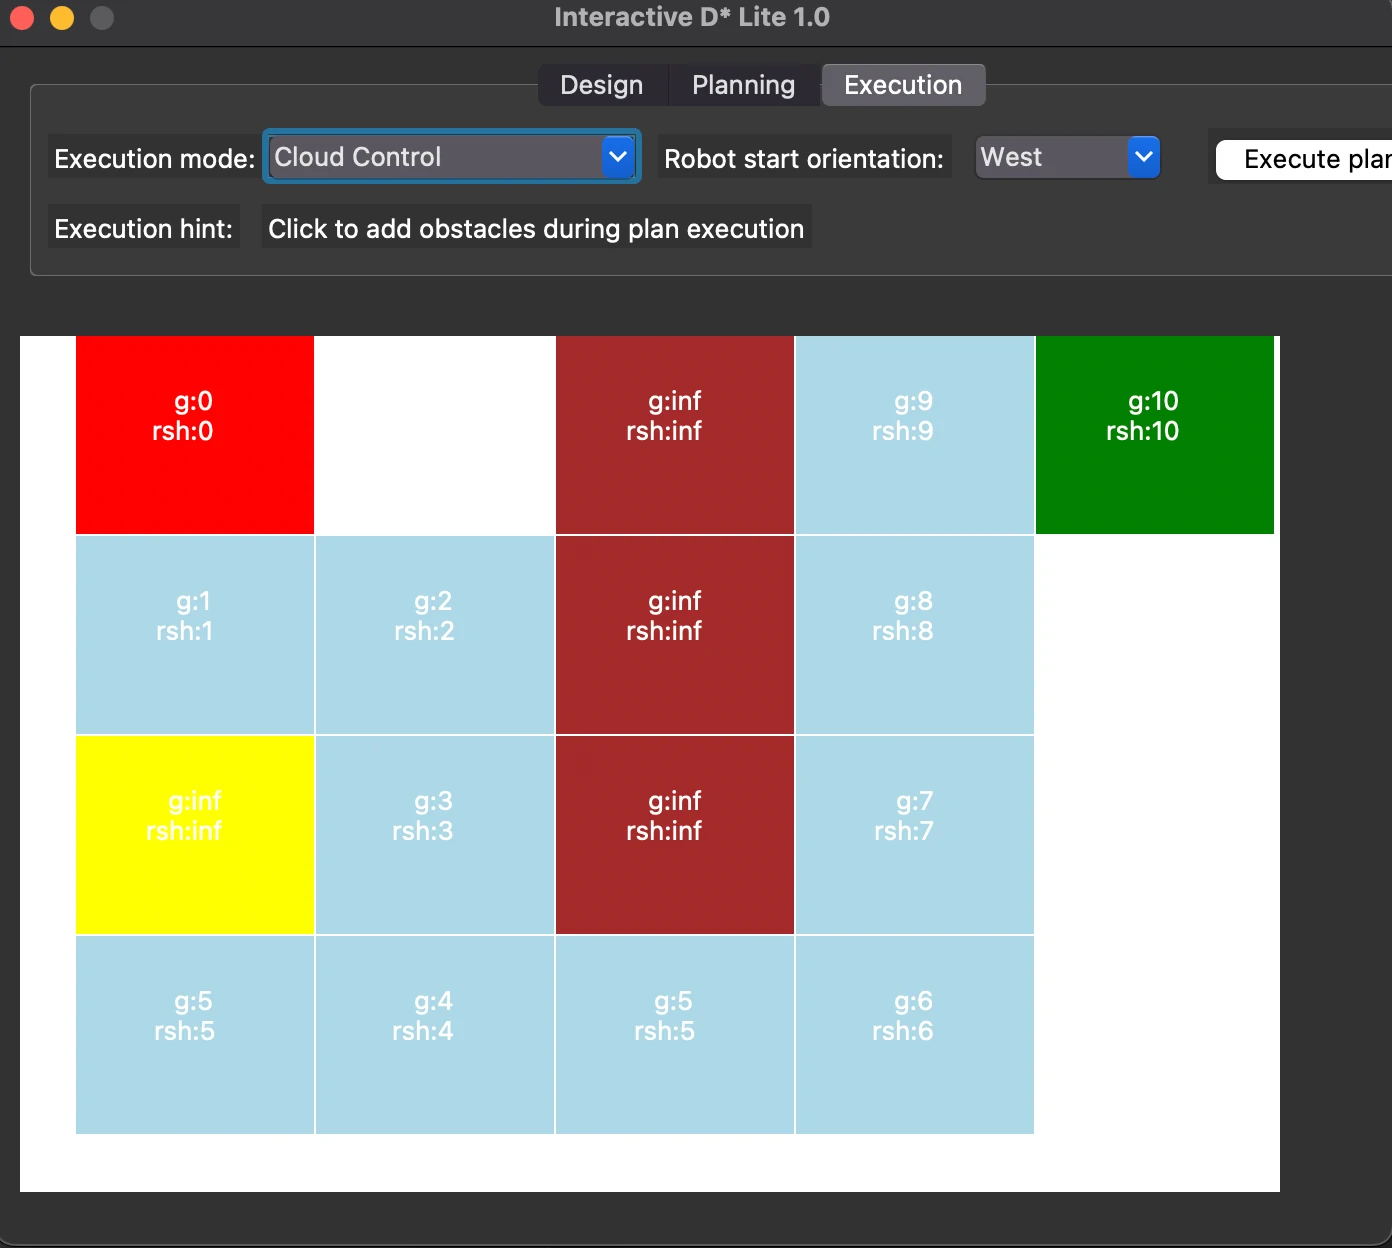 Interactive D* Lite 1.0
Design Planning Execution
Execution mode: Cloud Control Robot start orientation: West Execute plan
Execution hint: Click to add obstacles during plan execution
g:0 g:inf g:9 g:10
rsh:0 rsh:inf rsh:9 rsh:10
g:1 g:2 g:inf g:8
rsh:1 rsh:2 rsh:inf rsh:8
g:inf g:3 g:inf g:7
rsh:inf rsh:3 rsh:inf rsh:7
g:5 g:4 g:5 g:6
rsh:5 rsh:4 rsh:5 rsh:6